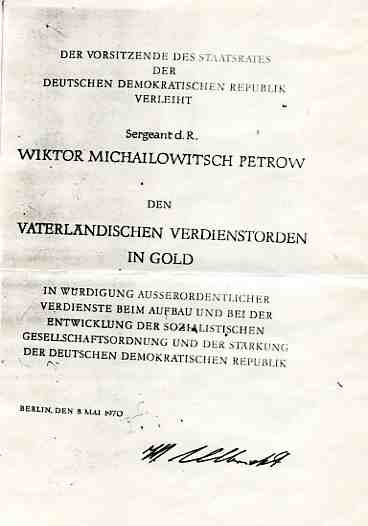 DER VORSITZENDE DES STAATSRATES
DER
DEUTSCHEN DEMOKRATISCHEN REPUBLIK
VERLEIHT
Sergeant d. R.
WIKTOR MICHAILOWITSCH PETROW
DEN
VATERLÄNDISCHEN VERDIENSTORDEN
IN GOLD
IN WÜRDIGUNG AUSSERORDENTLICHER
VERDIENSTE BEIM AUFBAU UND BEI DER
ENTWICKLUNG DER SOZIALISTISCHEN
GESELLSCHAFTSORDNUNG UND DER STÄRKUNG
DER DEUTSCHEN DEMOKRATISCHEN REPUBLIK
BERLIN, DEN 8. MAI 1970
W. Ulbricht